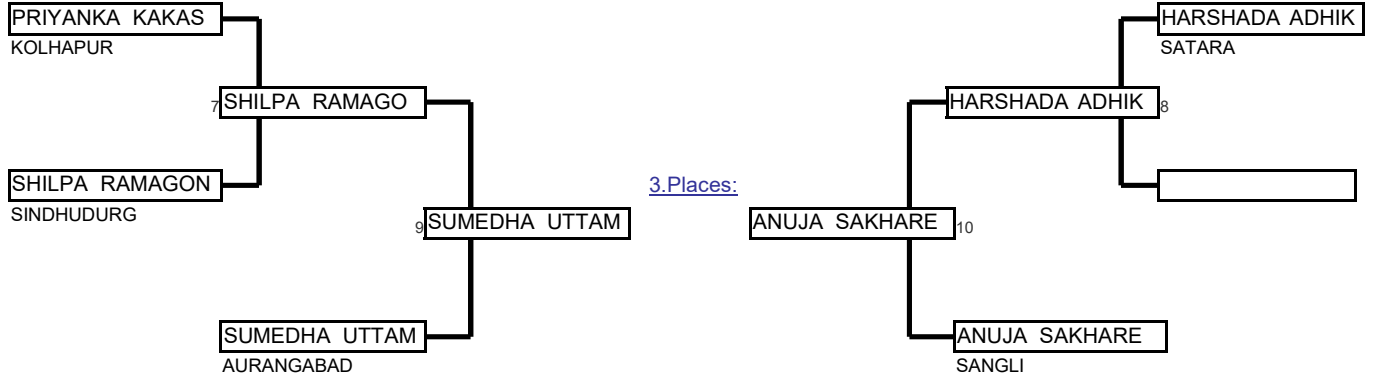 PRIYANKA KAKAS
KOLHAPUR
HARSHADA ADHIK
SATARA
7 SHILPA RAMAGO
HARSHADA ADHIK 8
SHILPA RAMAGON
SINDHUDURG
3.Places:
9 SUMEDHA UTTAM
ANUJA SAKHARE 10
SUMEDHA UTTAM
AURANGABAD
ANUJA SAKHARE
SANGLI